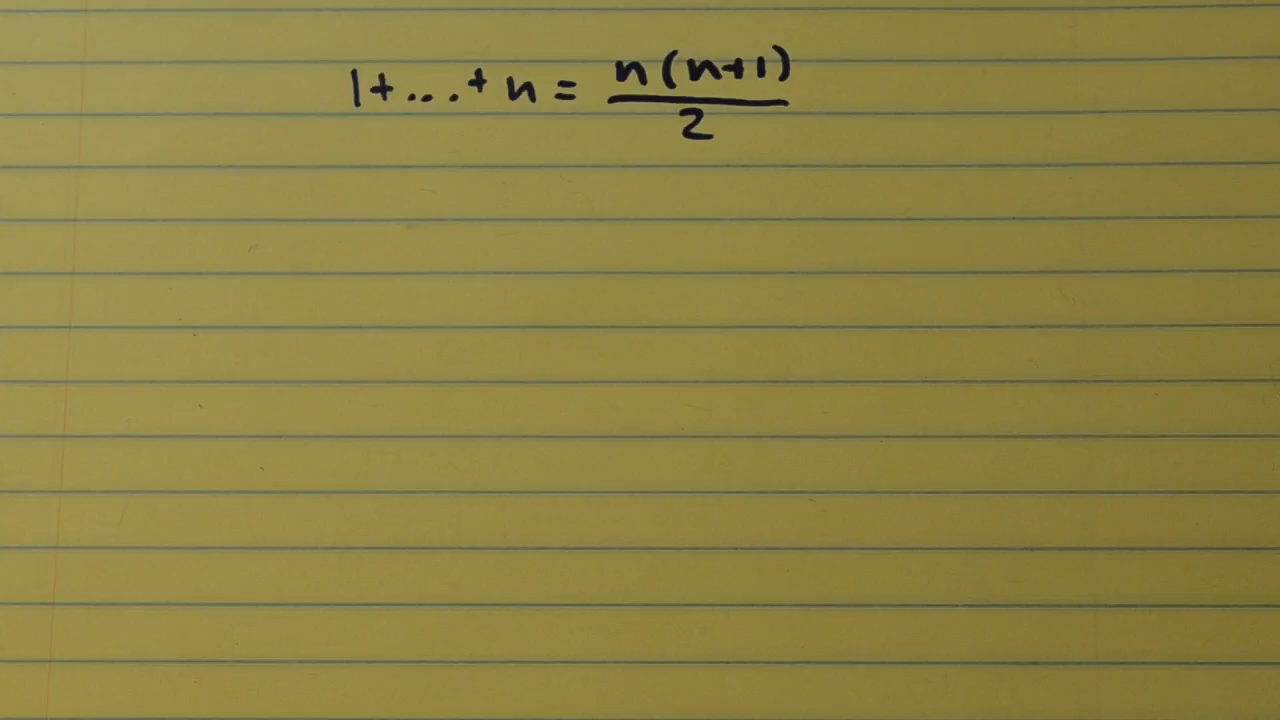 1+...+n = n(n+1)/2